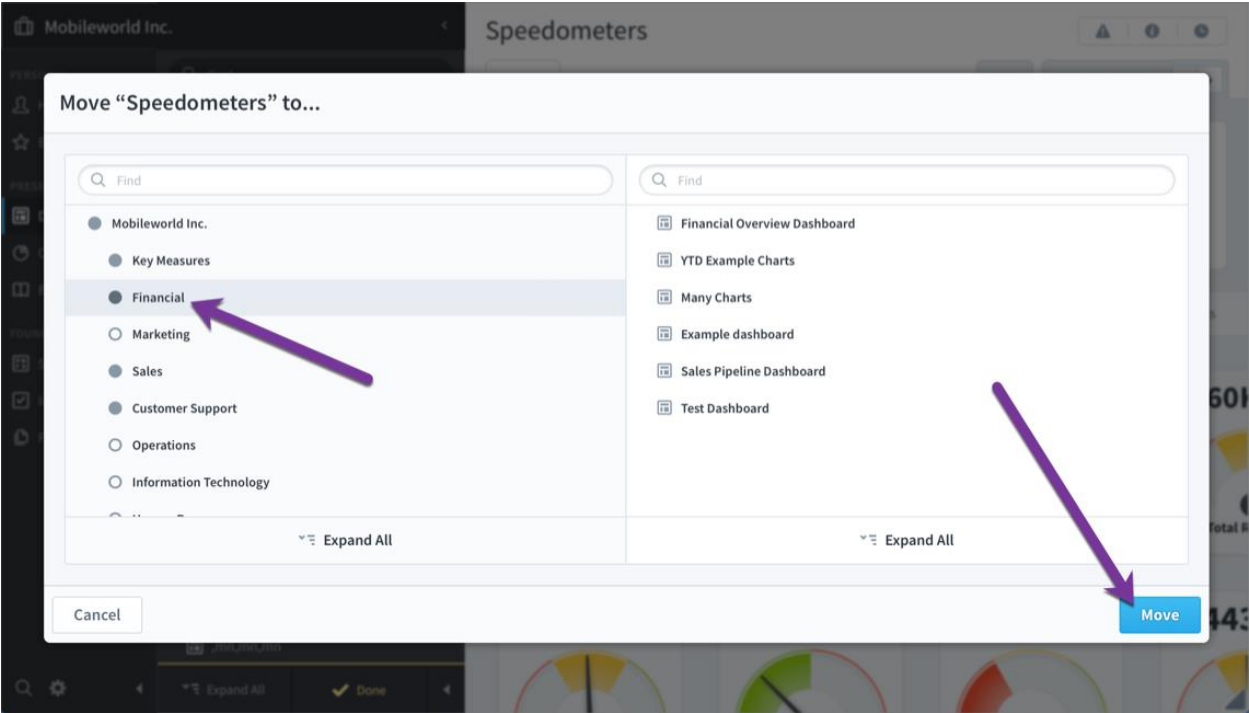 Mobileworld Inc.
Speedometers
Move “Speedometers” to...
Find
Find
Mobileworld Inc.
Key Measures
Financial
Marketing
Sales
Customer Support
Operations
Information Technology
Financial Overview Dashboard
YTD Example Charts
Many Charts
Example dashboard
Sales Pipeline Dashboard
Test Dashboard
Expand All
Expand All
Cancel
Move
Total
Expand All
Done